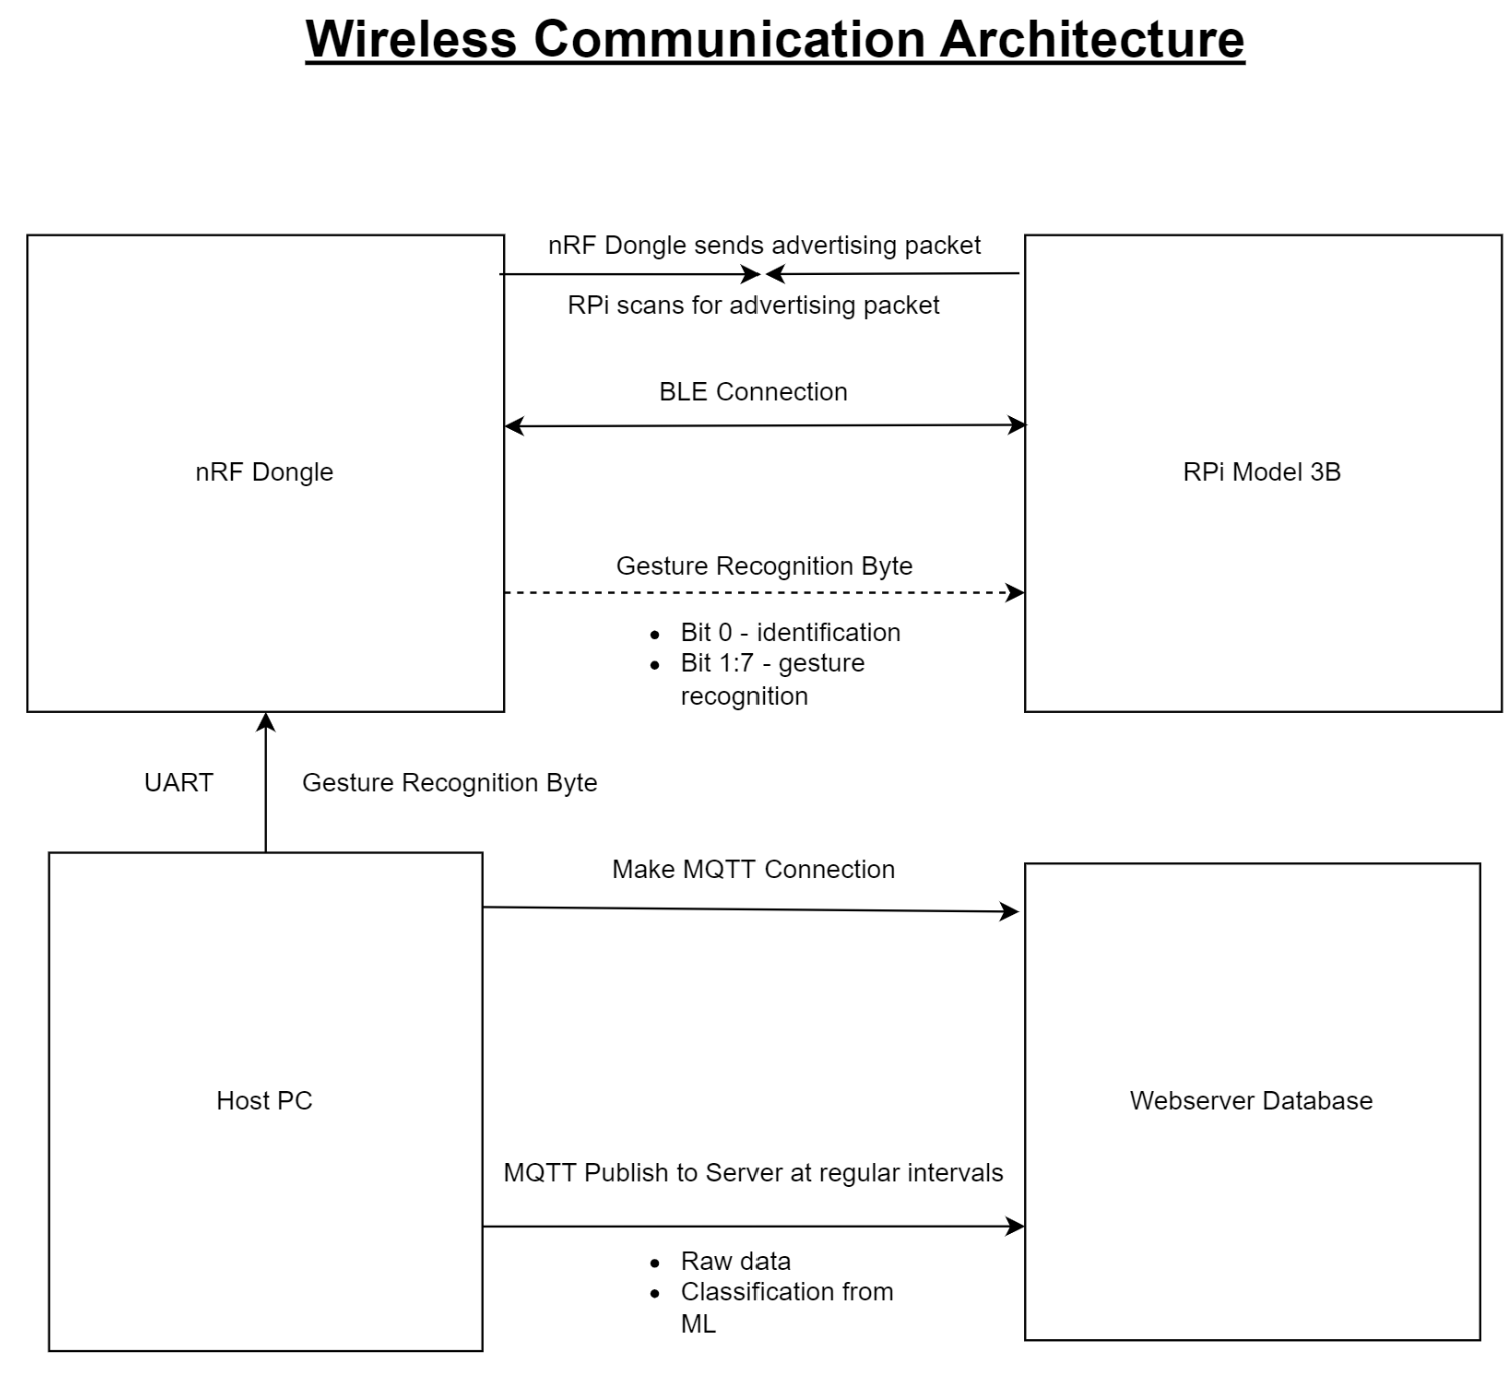 Wireless Communication Architecture
nRF Dongle sends advertising packet
RPi scans for advertising packet
BLE Connection
nRF Dongle
RPi Model 3B
Gesture Recognition Byte
• Bit 0 - identification
• Bit 1:7 - gesture
recognition
UART
Gesture Recognition Byte
Make MQTT Connection
Host PC
Webserver Database
MQTT Publish to Server at regular intervals
• Raw data
• Classification from
ML